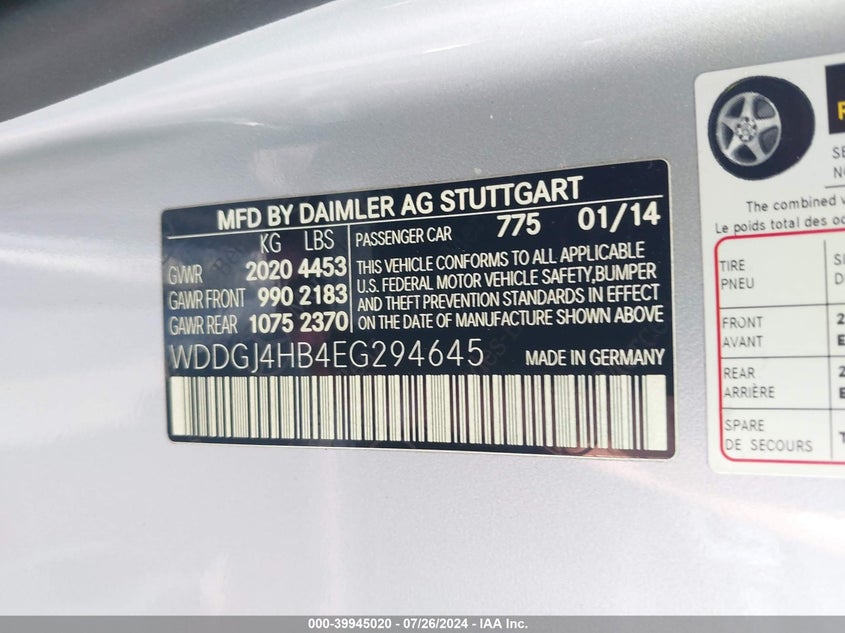 MFD BY DAIMLER AG STUTTGART
KG LBS
PASSENGER CAR 775 01/14
GVWR 2020 4453
GAWR FRONT 990 2183
GAWR REAR 1075 2370
THIS VEHICLE CONFORMS TO ALL APPLICABLE
U.S. FEDERAL MOTOR VEHICLE SAFETY,BUMPER
AND THEFT PREVENTION STANDARDS IN EFFECT
ON THE DATE OF MANUFACTURE SHOWN ABOVE
WDDGJ4HB4EG294645 MADE IN GERMANY
The combined
Le poids total des
TIRE
PNEU
FRONT
AVANT
REAR
ARRIÈRE
SPARE
DE SECOURS
000-39945020 - 07/26/2024 - IAA Inc.